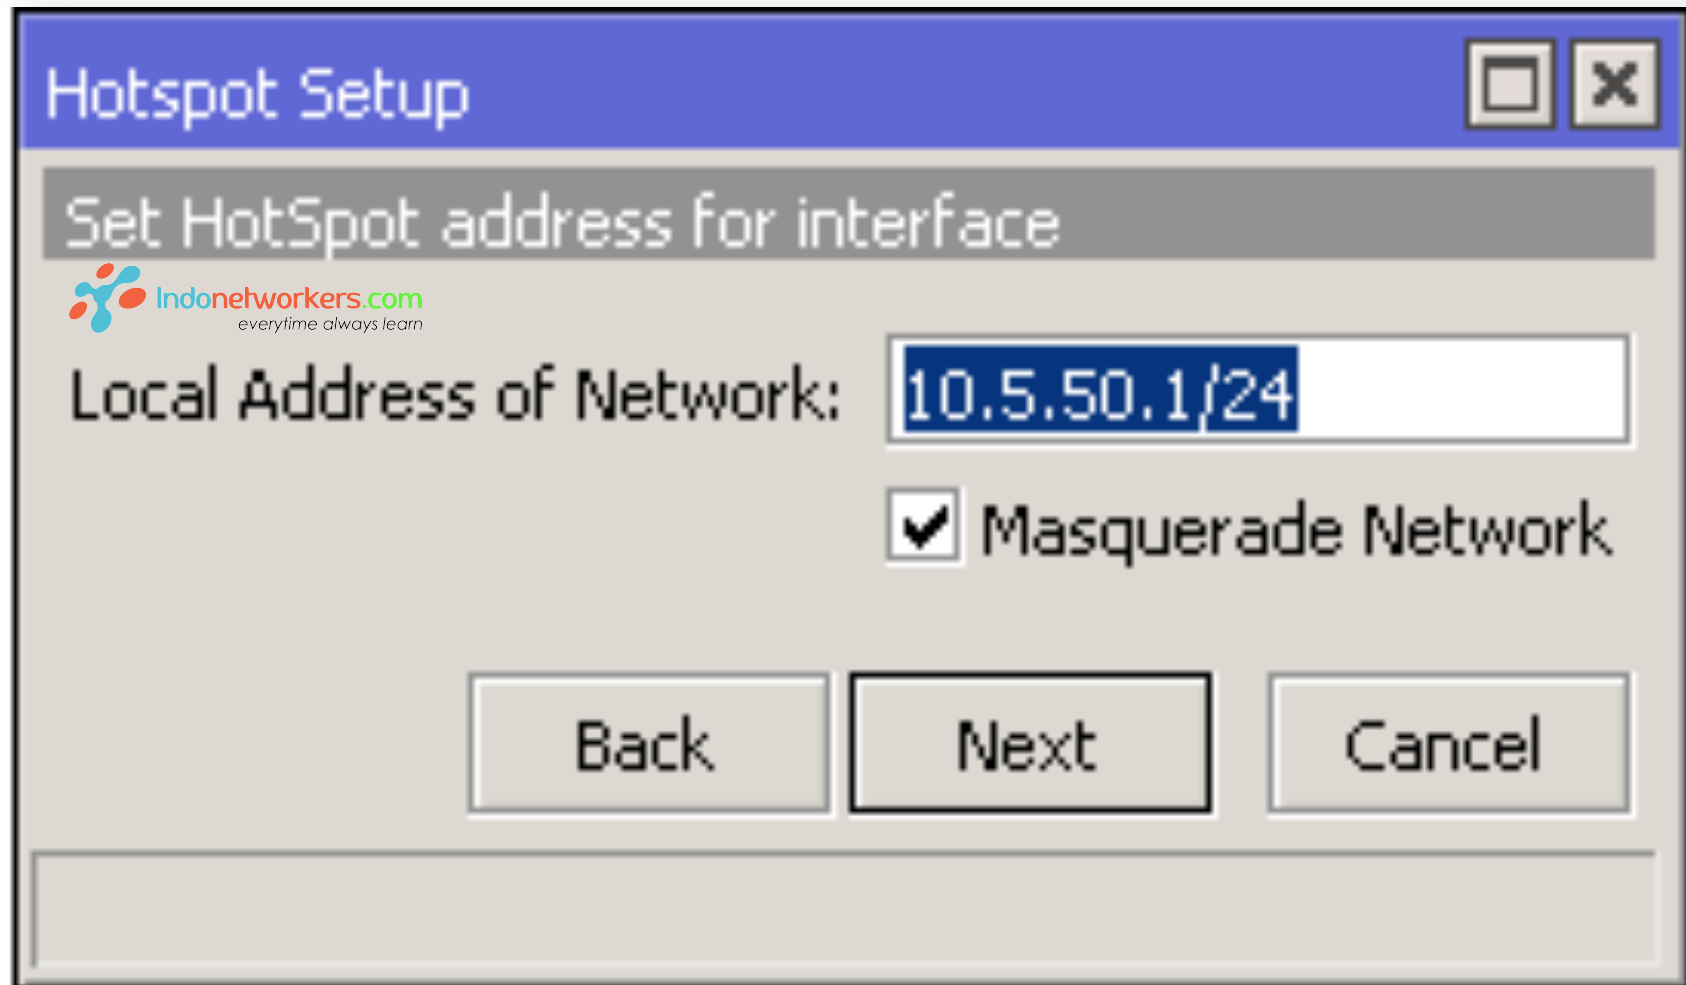 Hotspot Setup
Set HotSpot address for interface
Indonetworkers.com
everytime always learn
Local Address of Network: 10.5.50.1/24
Masquerade Network
Back Next Cancel